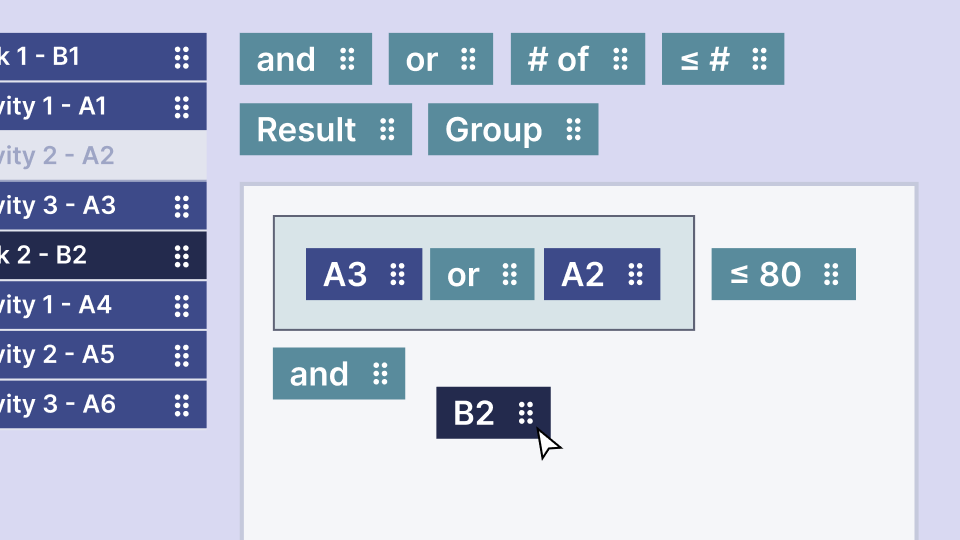 k 1 - B1
vity 1 - A1
vity 2 - A2
vity 3 - A3
k 2 - B2
vity 1 - A4
vity 2 - A5
vity 3 - A6
and or # of ≤ #
Result Group
A3 or A2 ≤ 80
and
B2